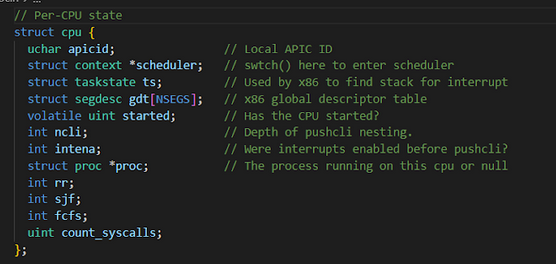 // Per-CPU state
struct cpu {
  uchar apicid;                // Local APIC ID
  struct context *scheduler;   // swtch() here to enter scheduler
  struct taskstate ts;         // Used by x86 to find stack for interrupt
  struct segdesc gdt[NSEGS];   // x86 global descriptor table
  volatile uint started;       // Has the CPU started?
  int ncli;                    // Depth of pushcli nesting.
  int intena;                  // Were interrupts enabled before pushcli?
  struct proc *proc;           // The process running on this cpu or null
  int rr;
  int sjf;
  int fcfs;
  uint count_syscalls;
};